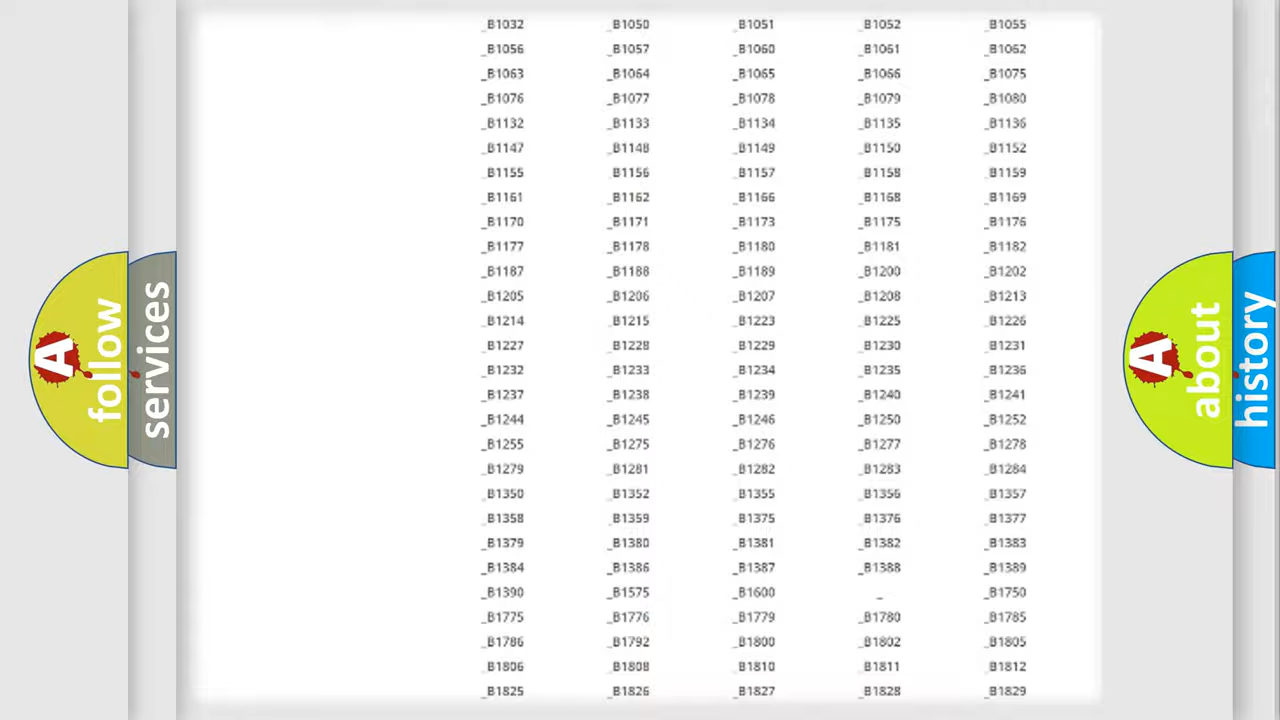 _B1032 _B1050 _B1051 _B1052 _B1055
_B1056 _B1057 _B1060 _B1061 _B1062
_B1063 _B1064 _B1065 _B1066 _B1075
_B1076 _B1077 _B1078 _B1079 _B1080
_B1132 _B1133 _B1134 _B1135 _B1136
_B1147 _B1148 _B1149 _B1150 _B1152
_B1155 _B1156 _B1157 _B1158 _B1159
_B1161 _B1162 _B1166 _B1168 _B1169
_B1170 _B1171 _B1173 _B1175 _B1176
_B1177 _B1178 _B1180 _B1181 _B1182
_B1187 _B1188 _B1189 _B1200 _B1202
_B1205 _B1206 _B1207 _B1208 _B1213
_B1214 _B1215 _B1223 _B1225 _B1226
_B1227 _B1228 _B1229 _B1230 _B1231
_B1232 _B1233 _B1234 _B1235 _B1236
_B1237 _B1238 _B1239 _B1240 _B1241
_B1244 _B1245 _B1246 _B1250 _B1252
_B1255 _B1275 _B1276 _B1277 _B1278
_B1279 _B1281 _B1282 _B1283 _B1284
_B1350 _B1352 _B1355 _B1356 _B1357
_B1358 _B1359 _B1375 _B1376 _B1377
_B1379 _B1380 _B1381 _B1382 _B1383
_B1384 _B1386 _B1387 _B1388 _B1389
_B1390 _B1575 _B1600 _ _B1750
_B1775 _B1776 _B1779 _B1780 _B1785
_B1786 _B1792 _B1800 _B1802 _B1805
_B1806 _B1808 _B1810 _B1811 _B1812
_B1825 _B1826 _B1827 _B1828 _B1829
A
follow
services
A
about
history